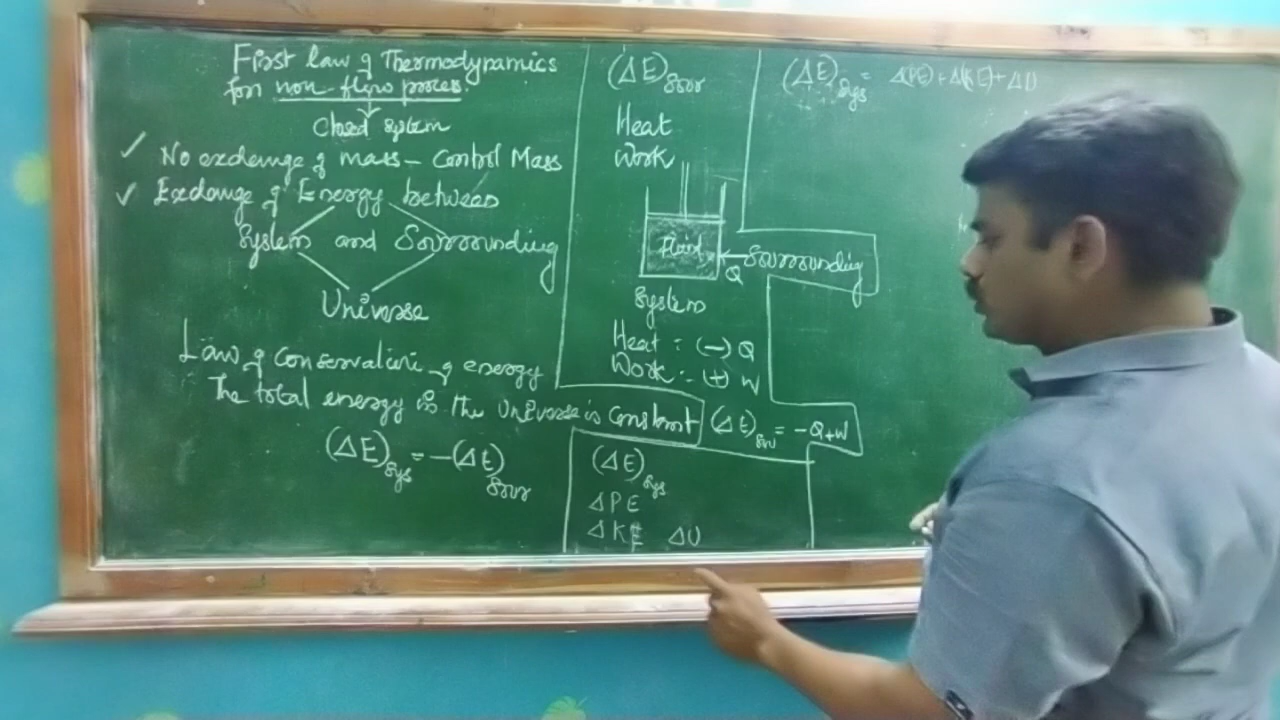 First law of Thermodynamics
for non-flow process.
Closed System
✓ No exchange of mass – Control Mass
✓ Exchange of Energy between
System and Surrounding
Universe
Law of Conservation of energy
The total energy is the Universe is Constant
(ΔE)sys = -(ΔE)surr
(ΔE)surr
Heat
Work
Fluid
Q
Surrounding
System
Heat : (-) Q
Work :- (+) W
(ΔE)surr = -Q+W
(ΔE)sys
ΔPE
ΔKE ΔU
(ΔE)sys = Δ(PE) + Δ(KE) + ΔU